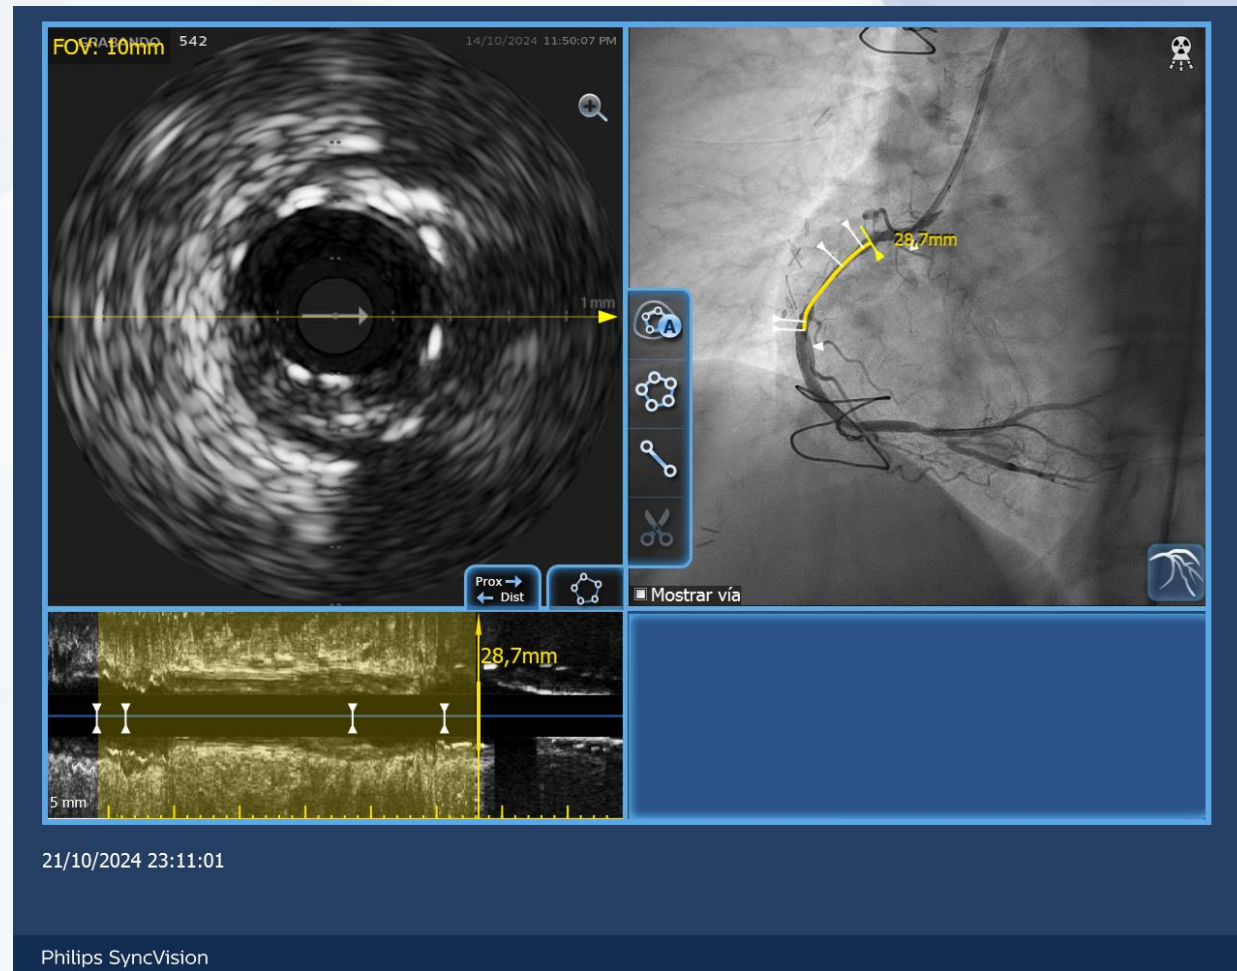 FOV: 10mm
GRABANDO 542
14/10/2024 11:50:07 PM
1 mm
Prox
Dist
28,7mm
A
Mostrar vía
28,7mm
5 mm
21/10/2024 23:11:01
Philips SyncVision